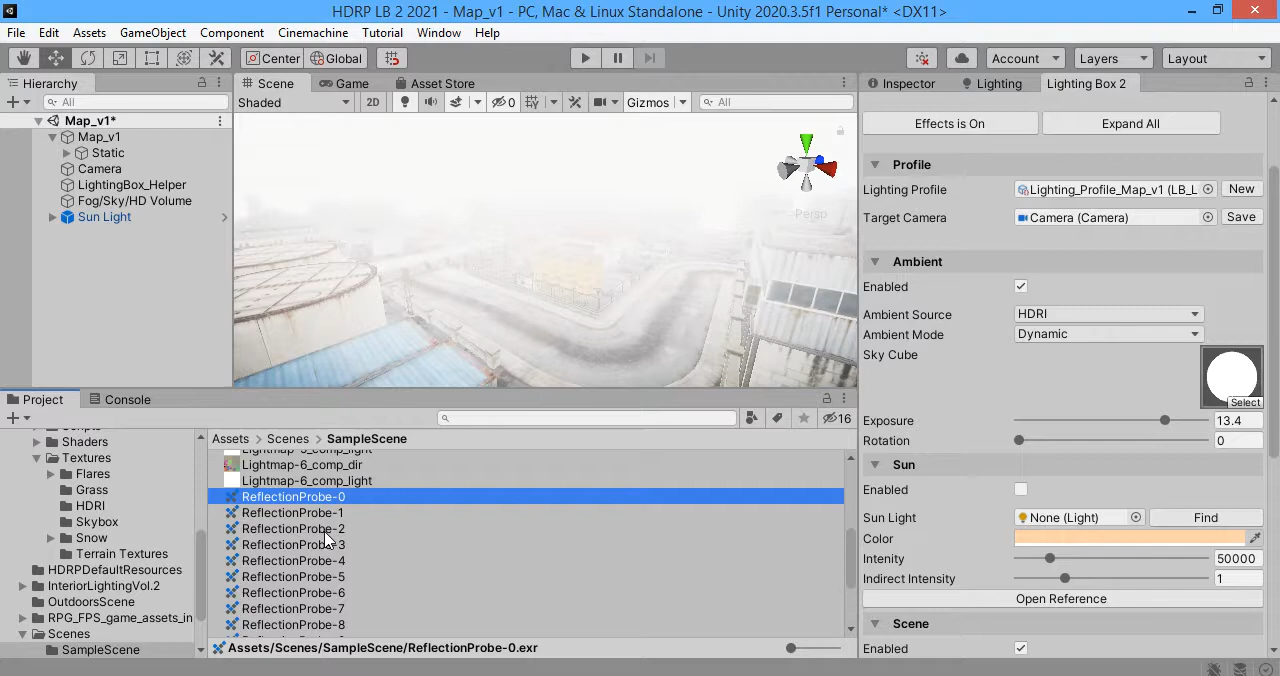 HDRP LB 2 2021 - Map_v1 - PC, Mac & Linux Standalone - Unity 2020.3.5f1 Personal* <DX11>
File Edit Assets GameObject Component Cinemachine Tutorial Window Help
Center Global Account Layers Layout
Hierarchy Scene Game Asset Store Inspector Lighting Lighting Box 2
All Shaded 2D 0 Gizmos All
Map_v1*
Map_v1
Static
Camera
LightingBox_Helper
Fog/Sky/HD Volume
Sun Light
Persp
Effects is On Expand All
Profile
Lighting Profile Lighting_Profile_Map_v1 (LB_L New
Target Camera Camera (Camera) Save
Ambient
Enabled
Ambient Source HDRI
Ambient Mode Dynamic
Sky Cube
Select
Exposure 13.4
Rotation 0
Sun
Enabled
Sun Light None (Light) Find
Color
Intenity 50000
Indirect Intensity 1
Open Reference
Scene
Enabled
Project Console
16
Shaders
Textures
Flares
Grass
HDRI
Skybox
Snow
Terrain Textures
HDRPDefaultResources
InteriorLightingVol.2
OutdoorsScene
RPG_FPS_game_assets_in
Scenes
SampleScene
Assets Scenes SampleScene
Lightmap-5_comp_light
Lightmap-6_comp_dir
Lightmap-6_comp_light
ReflectionProbe-0
ReflectionProbe-1
ReflectionProbe-2
ReflectionProbe-3
ReflectionProbe-4
ReflectionProbe-5
ReflectionProbe-6
ReflectionProbe-7
ReflectionProbe-8
Assets/Scenes/SampleScene/ReflectionProbe-0.exr